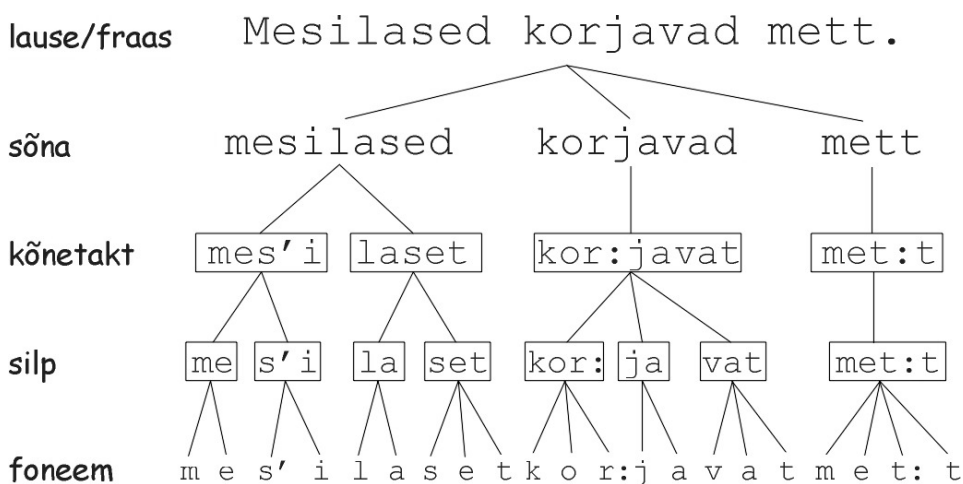 lause/fraas Mesilased korjavad mett.
sõna mesilased korjavad mett
kõnetakt mes′i laset kor:javat met:t
silp me s′i la set kor: ja vat met:t
foneem m e s′ i l a s e t k o r: j a v a t m e t: t